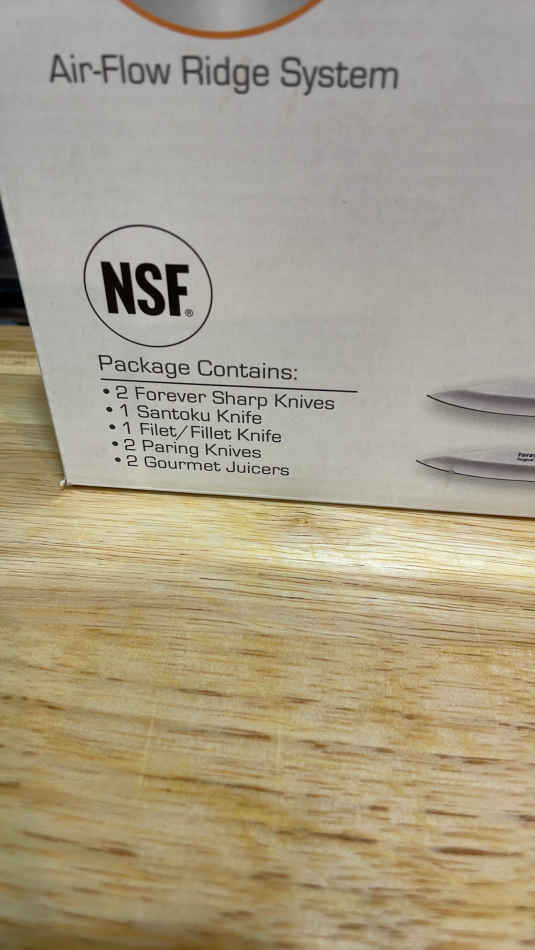 Air-Flow Ridge System
NSF®
Package Contains:
• 2 Forever Sharp Knives
• 1 Santoku Knife
• 1 Filet/Fillet Knife
• 2 Paring Knives
• 2 Gourmet Juicers